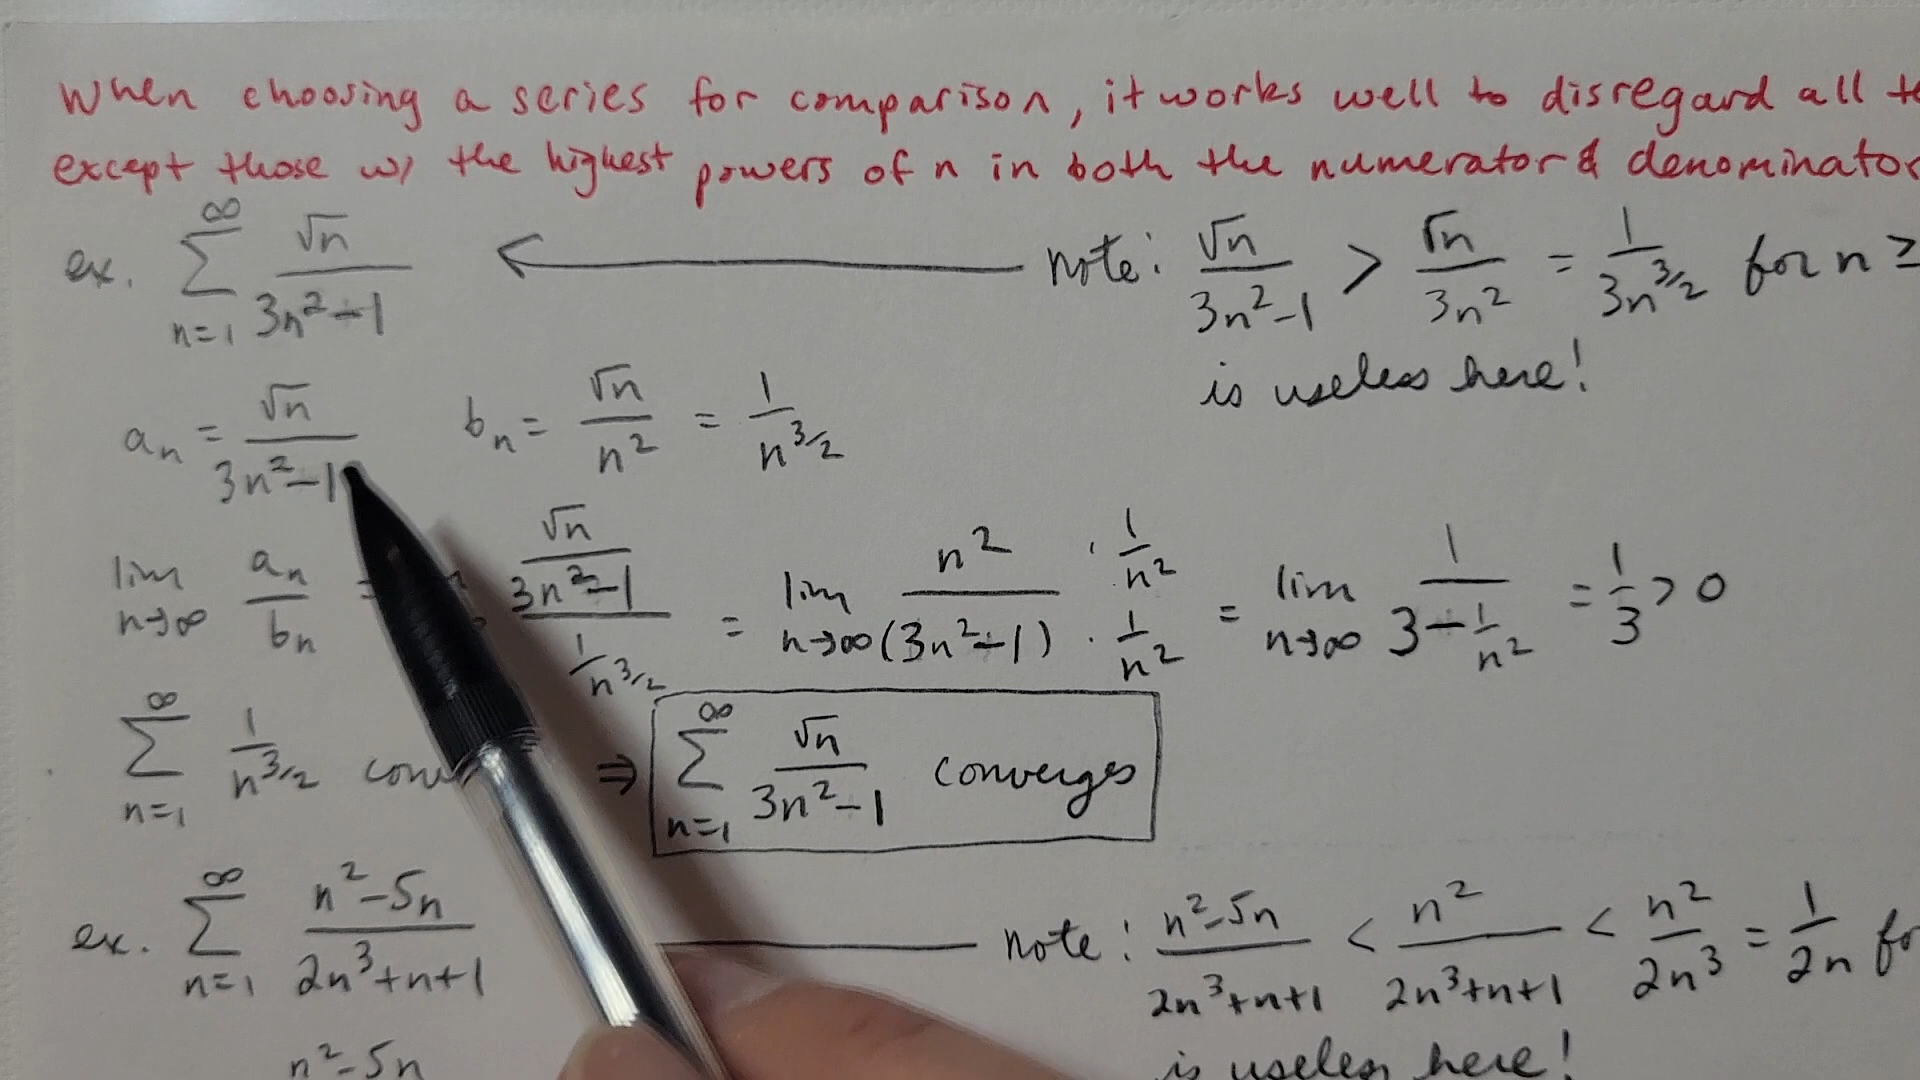 When choosing a series for comparison, it works well to disregard all
except those w/ the highest powers of n in both the numerator & denominator
ex. ∑_{n=1}^{∞} √n/(3n²-1) ← note: √n/(3n²-1) > √n/(3n²) = 1/(3n^{3/2}) for n ≥
is useless here!
a_n = √n/(3n²-1) b_n = √n/n² = 1/n^{3/2}
lim_{n→∞} a_n/b_n = (√n/(3n²-1))/(1/n^{3/2}) = lim_{n→∞} n²/(3n²-1) · (1/n²)/(1/n²) = lim_{n→∞} 1/(3-1/n²) = 1/3 > 0
∑_{n=1}^{∞} 1/n^{3/2} ⇒ ∑_{n=1}^{∞} √n/(3n²-1) converges
ex. ∑_{n=1}^{∞} (n²-5n)/(2n³+n+1) note: (n²-5n)/(2n³+n+1) < n²/(2n³+n+1) < n²/(2n³) = 1/(2n)
n²-5n is useless here!